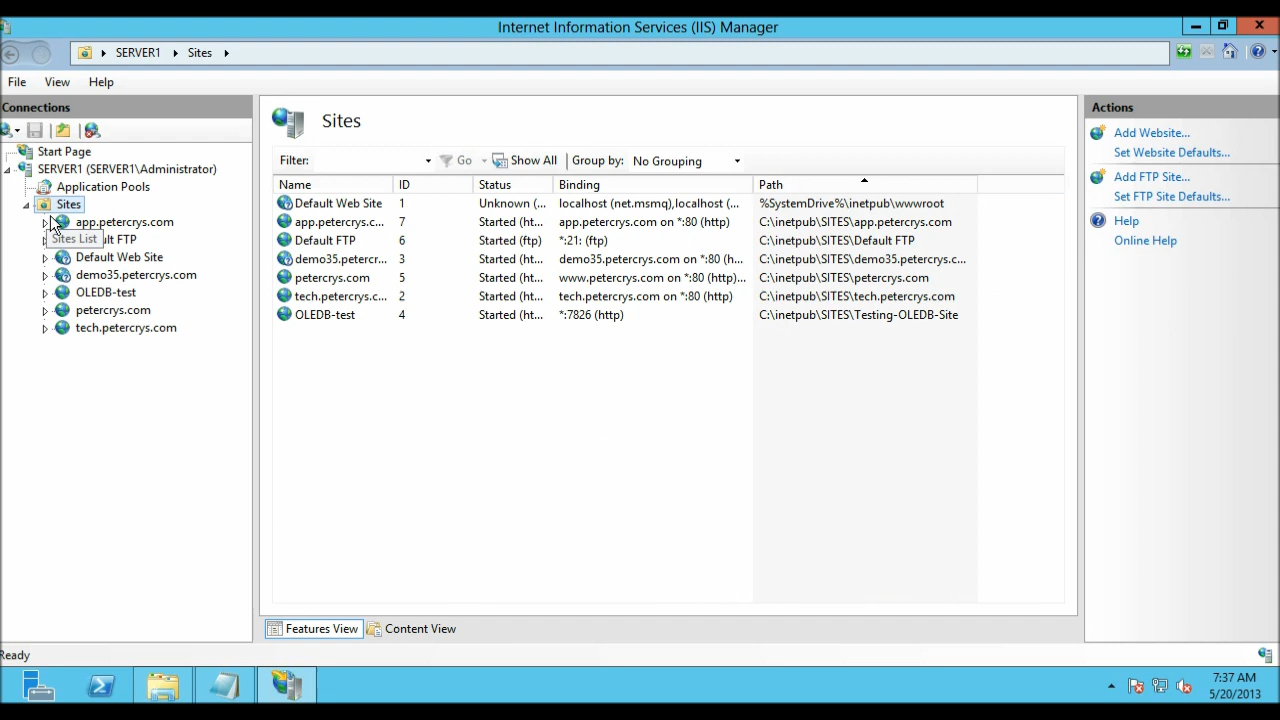 Internet Information Services (IIS) Manager
SERVER1 Sites
File View Help
Connections
Start Page
SERVER1 (SERVER1\Administrator)
Application Pools
Sites
app.petercrys.com
Sites List
ult FTP
Default Web Site
demo35.petercrys.com
OLEDB-test
petercrys.com
tech.petercrys.com
Sites
Filter: Go Show All Group by: No Grouping
Name ID Status Binding Path
Default Web Site 1 Unknown (... localhost (net.msmq),localhost (... %SystemDrive%\inetpub\wwwroot
app.petercrys.c... 7 Started (ht... app.petercrys.com on *:80 (http) C:\inetpub\SITES\app.petercrys.com
Default FTP 6 Started (ftp) *:21: (ftp) C:\inetpub\SITES\Default FTP
demo35.petercr... 3 Started (ht... demo35.petercrys.com on *:80 (h... C:\inetpub\SITES\demo35.petercrys.c...
petercrys.com 5 Started (ht... www.petercrys.com on *:80 (http)... C:\inetpub\SITES\petercrys.com
tech.petercrys.c... 2 Started (ht... tech.petercrys.com on *:80 (http) C:\inetpub\SITES\tech.petercrys.com
OLEDB-test 4 Started (ht... *:7826 (http) C:\inetpub\SITES\Testing-OLEDB-Site
Features View Content View
Actions
Add Website...
Set Website Defaults...
Add FTP Site...
Set FTP Site Defaults...
Help
Online Help
Ready
7:37 AM
5/20/2013